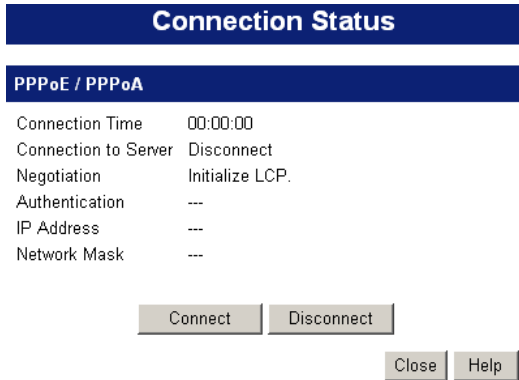 Connection Status
PPPoE / PPPoA
Connection Time 00:00:00
Connection to Server Disconnect
Negotiation Initialize LCP.
Authentication ---
IP Address ---
Network Mask ---
Connect Disconnect
Close Help